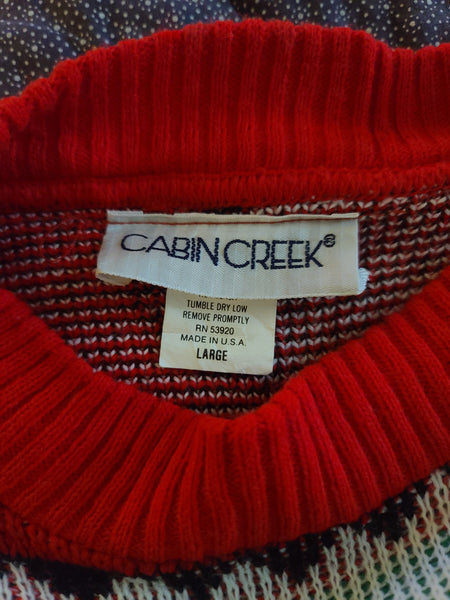 CABIN CREEK®
TUMBLE DRY LOW
REMOVE PROMPTLY
RN 53920
MADE IN U.S.A.
LARGE